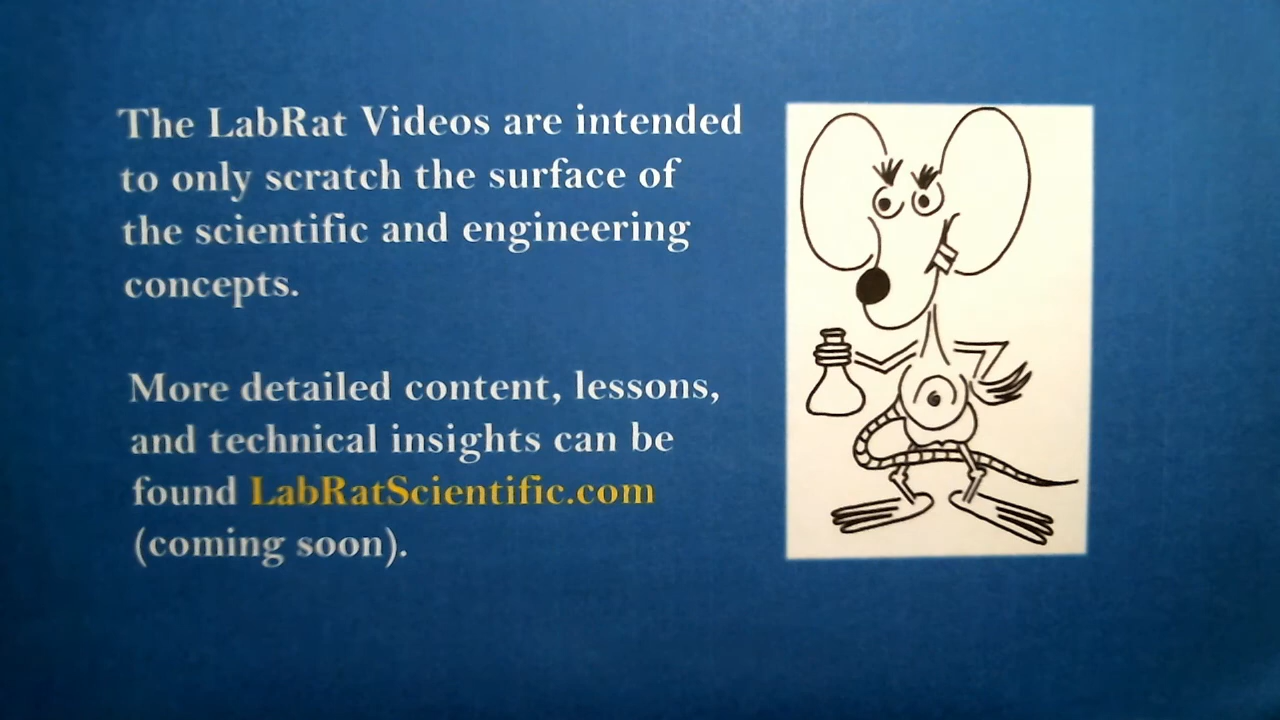 The LabRat Videos are intended
to only scratch the surface of
the scientific and engineering
concepts.
More detailed content, lessons,
and technical insights can be
found LabRatScientific.com
(coming soon).